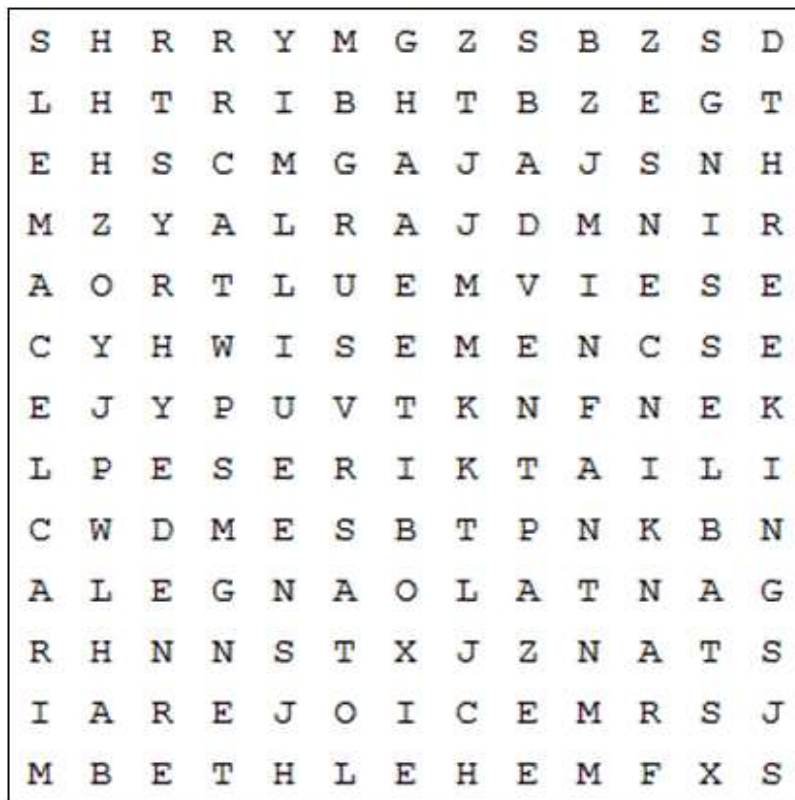 S H R R Y M G Z S B Z S D
L H T R I B H T B Z E G T
E H S C M G A J A J S N H
M Z Y A L R A J D M N I R
A O R T L U E M V I E S E
C Y H W I S E M E N C S E
E J Y P U V T K N F N E K
L P E S E R I K T A I L I
C W D M E S B T P N K B N
A L E G N A O L A T N A G
R H N N S T X J Z N A T S
I A R E J O I C E M R S J
M B E T H L E H E M F X S